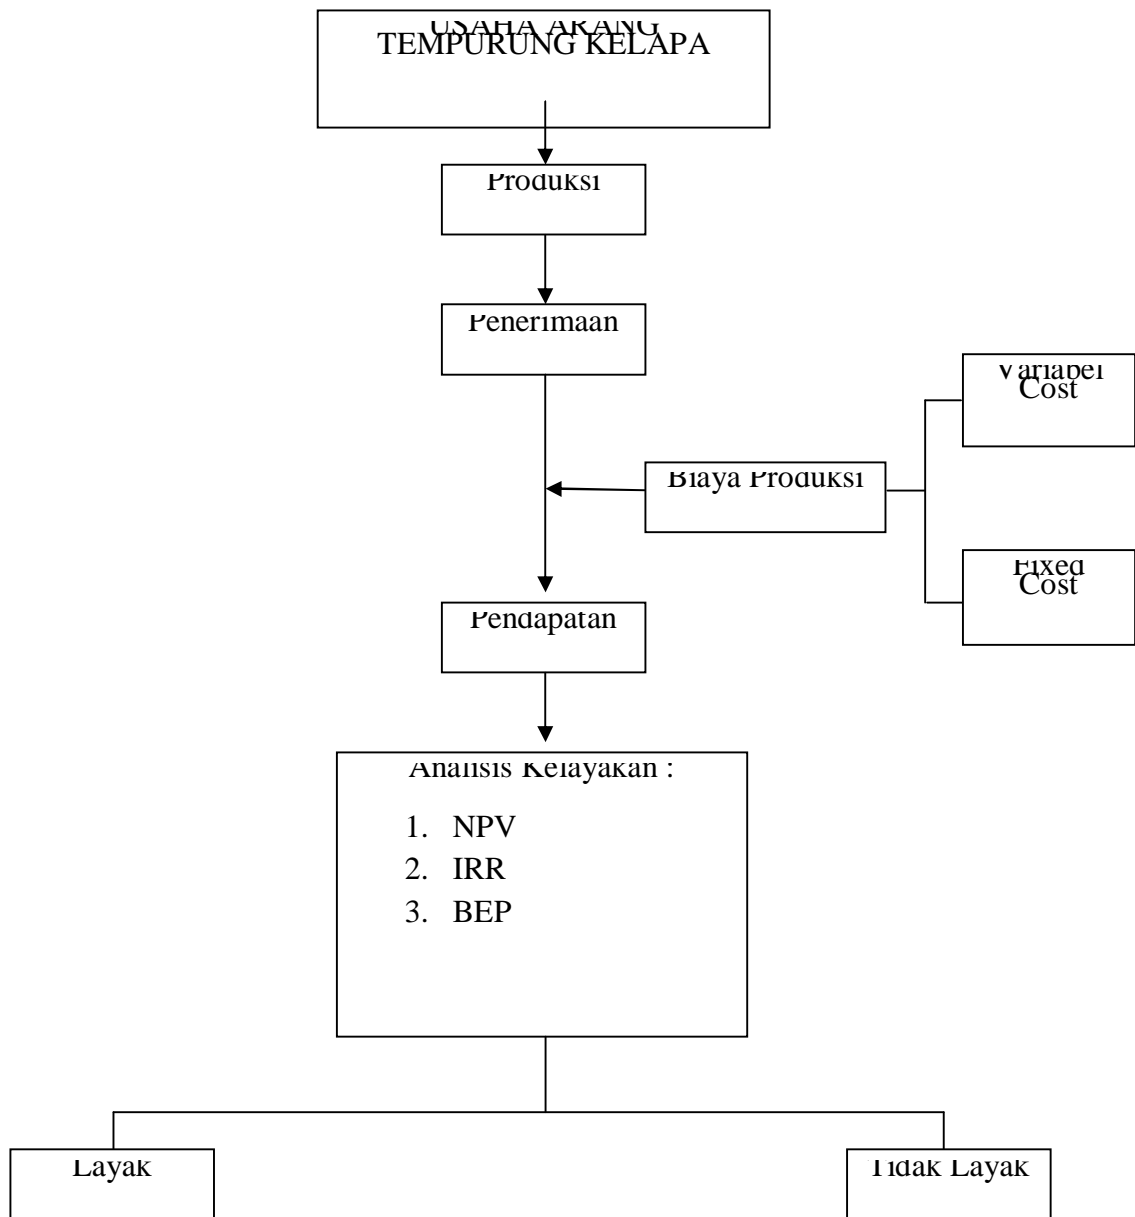 USAHA ARANG
TEMPURUNG KELAPA
Produksi
Penerimaan
Variabel
Cost
Biaya Produksi
Fixed
Cost
Pendapatan
Analisis Kelayakan :
1. NPV
2. IRR
3. BEP
Layak
Tidak Layak